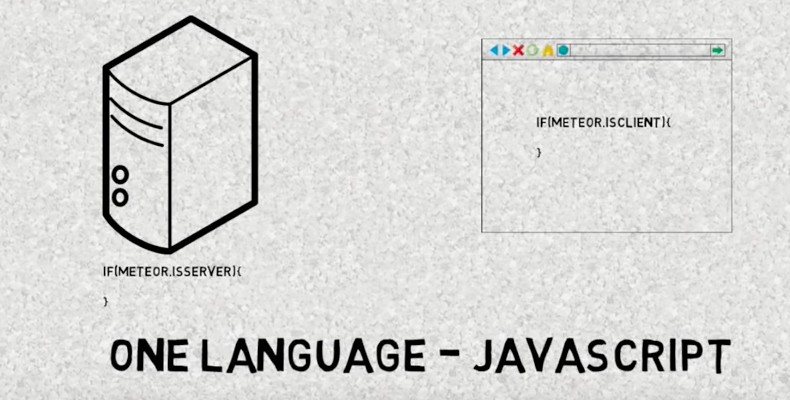 IF(METEOR.ISCLIENT){
}
IF(METEOR.ISSERVER){
}
ONE LANGUAGE - JAVASCRIPT